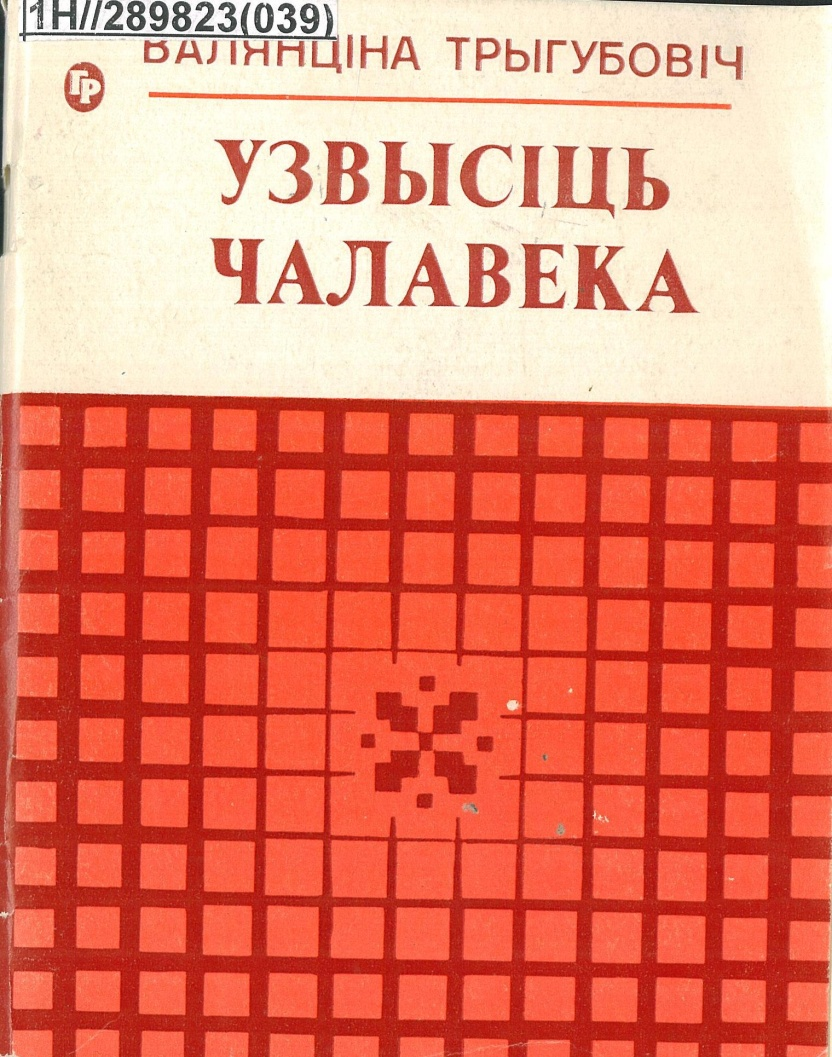 1Н//289823(039)
ВАЛЯНЦІНА ТРЫГУБОВІЧ
ГР
УЗВЫСІЦЬ
ЧАЛАВЕКА